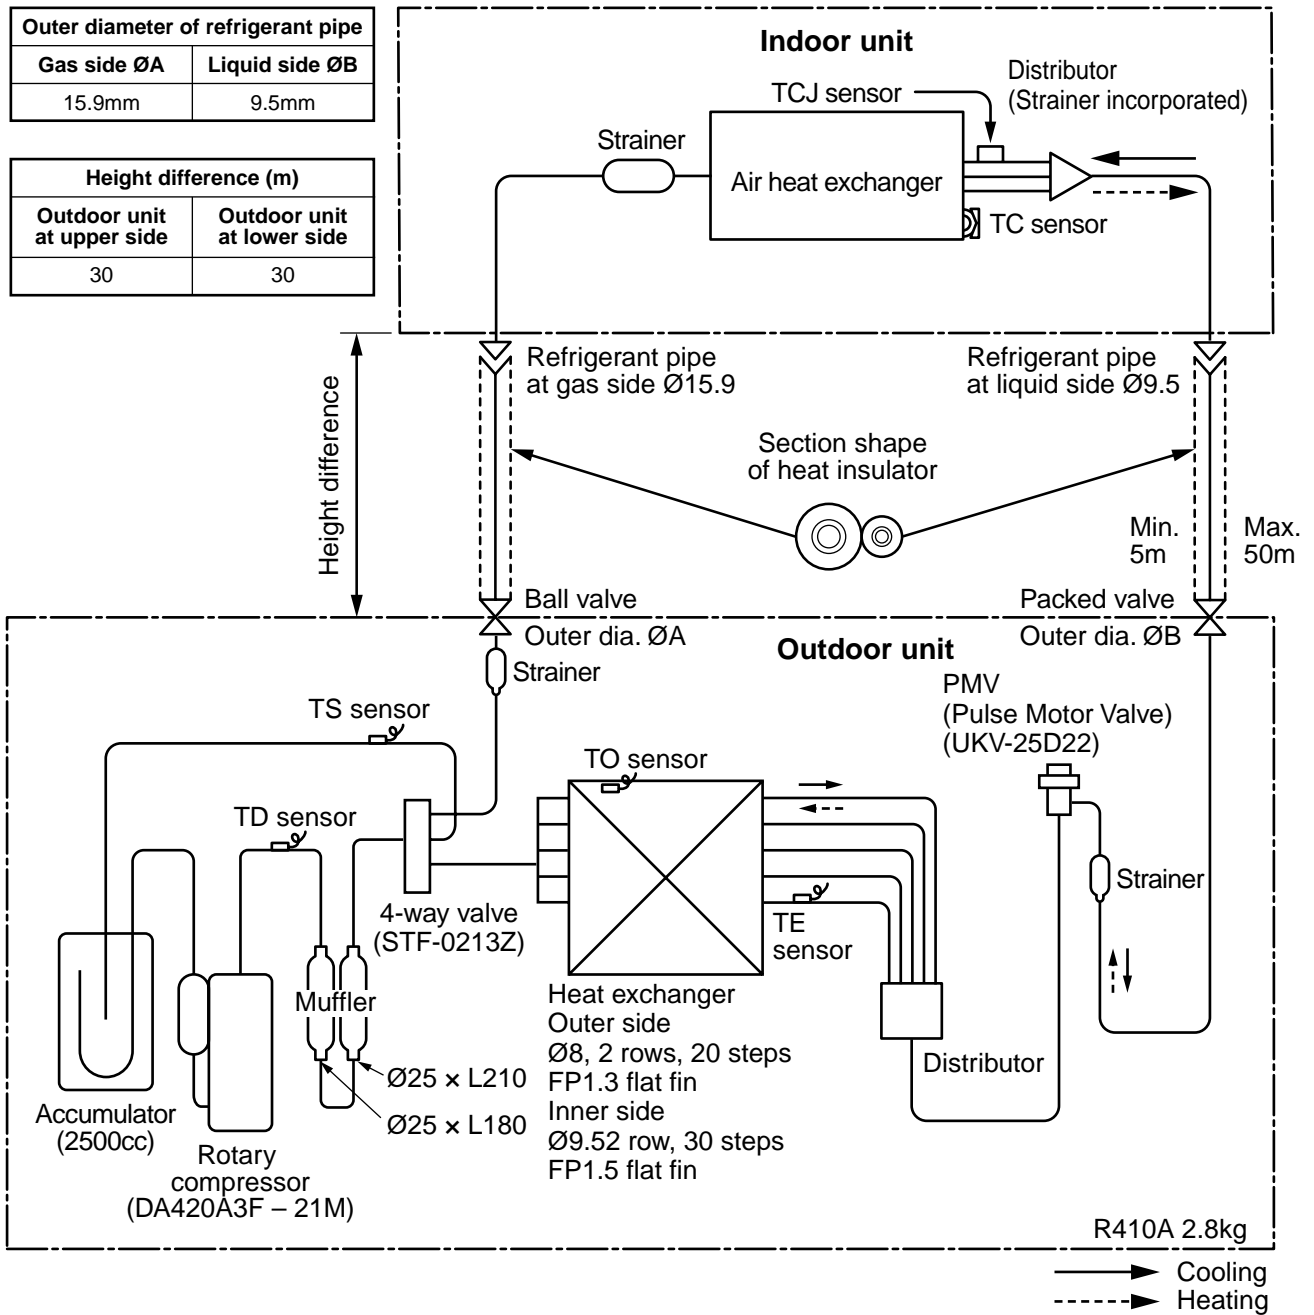 Outer diameter of refrigerant pipe
Gas side ØA
Liquid side ØB
15.9mm
9.5mm
Height difference (m)
Outdoor unit
at upper side
Outdoor unit
at lower side
30
30
Indoor unit
TCJ sensor
Distributor
(Strainer incorporated)
Strainer
Air heat exchanger
TC sensor
Height difference
Refrigerant pipe
at gas side Ø15.9
Refrigerant pipe
at liquid side Ø9.5
Section shape
of heat insulator
Min.
5m
Max.
50m
Ball valve
Outer dia. ØA
Packed valve
Outer dia. ØB
Outdoor unit
Strainer
PMV
(Pulse Motor Valve)
(UKV-25D22)
TS sensor
TO sensor
TD sensor
4-way valve
(STF-0213Z)
TE
sensor
Strainer
Muffler
Heat exchanger
Outer side
Ø8, 2 rows, 20 steps
FP1.3 flat fin
Inner side
Ø9.52 row, 30 steps
FP1.5 flat fin
Distributor
Ø25 × L210
Ø25 × L180
Accumulator
(2500cc)
Rotary
compressor
(DA420A3F – 21M)
R410A 2.8kg
Cooling
Heating